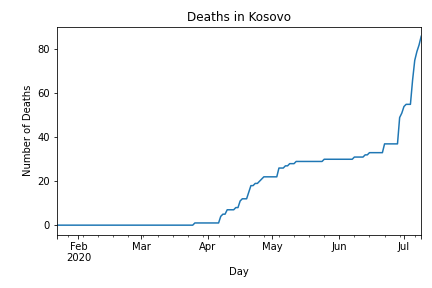 Deaths in Kosovo
Number of Deaths
80
60
40
20
0
Feb
2020
Mar
Apr
May
Jun
Jul
Day